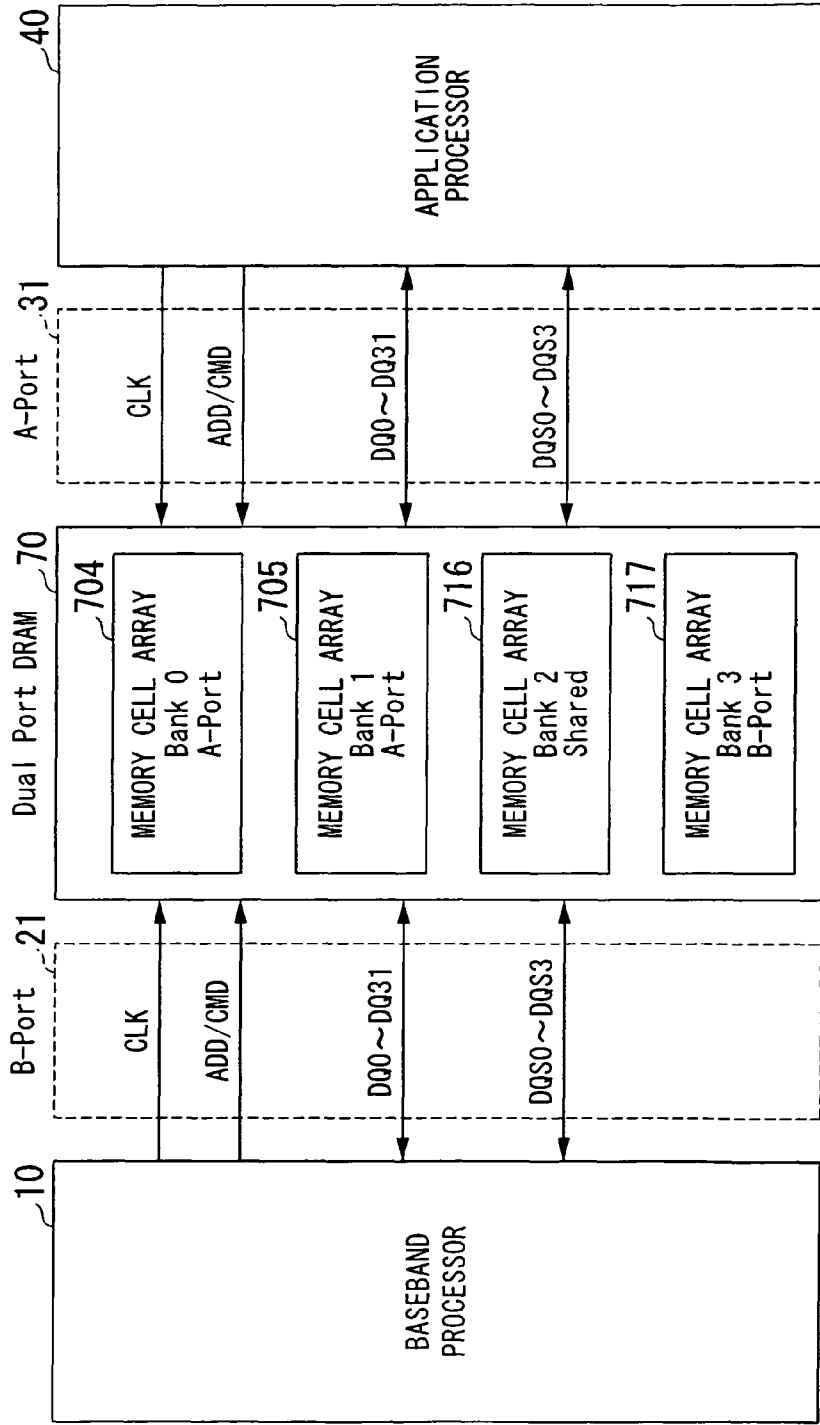 10
BASEBAND
PROCESSOR
B-Port 21
CLK
ADD/CMD
DQ0~DQ31
DQS0~DQS3
Dual Port DRAM 70
704
MEMORY CELL ARRAY
Bank 0
A-Port
705
MEMORY CELL ARRAY
Bank 1
A-Port
716
MEMORY CELL ARRAY
Bank 2
Shared
717
MEMORY CELL ARRAY
Bank 3
B-Port
A-Port 31
CLK
ADD/CMD
DQ0~DQ31
DQS0~DQS3
40
APPLICATION
PROCESSOR